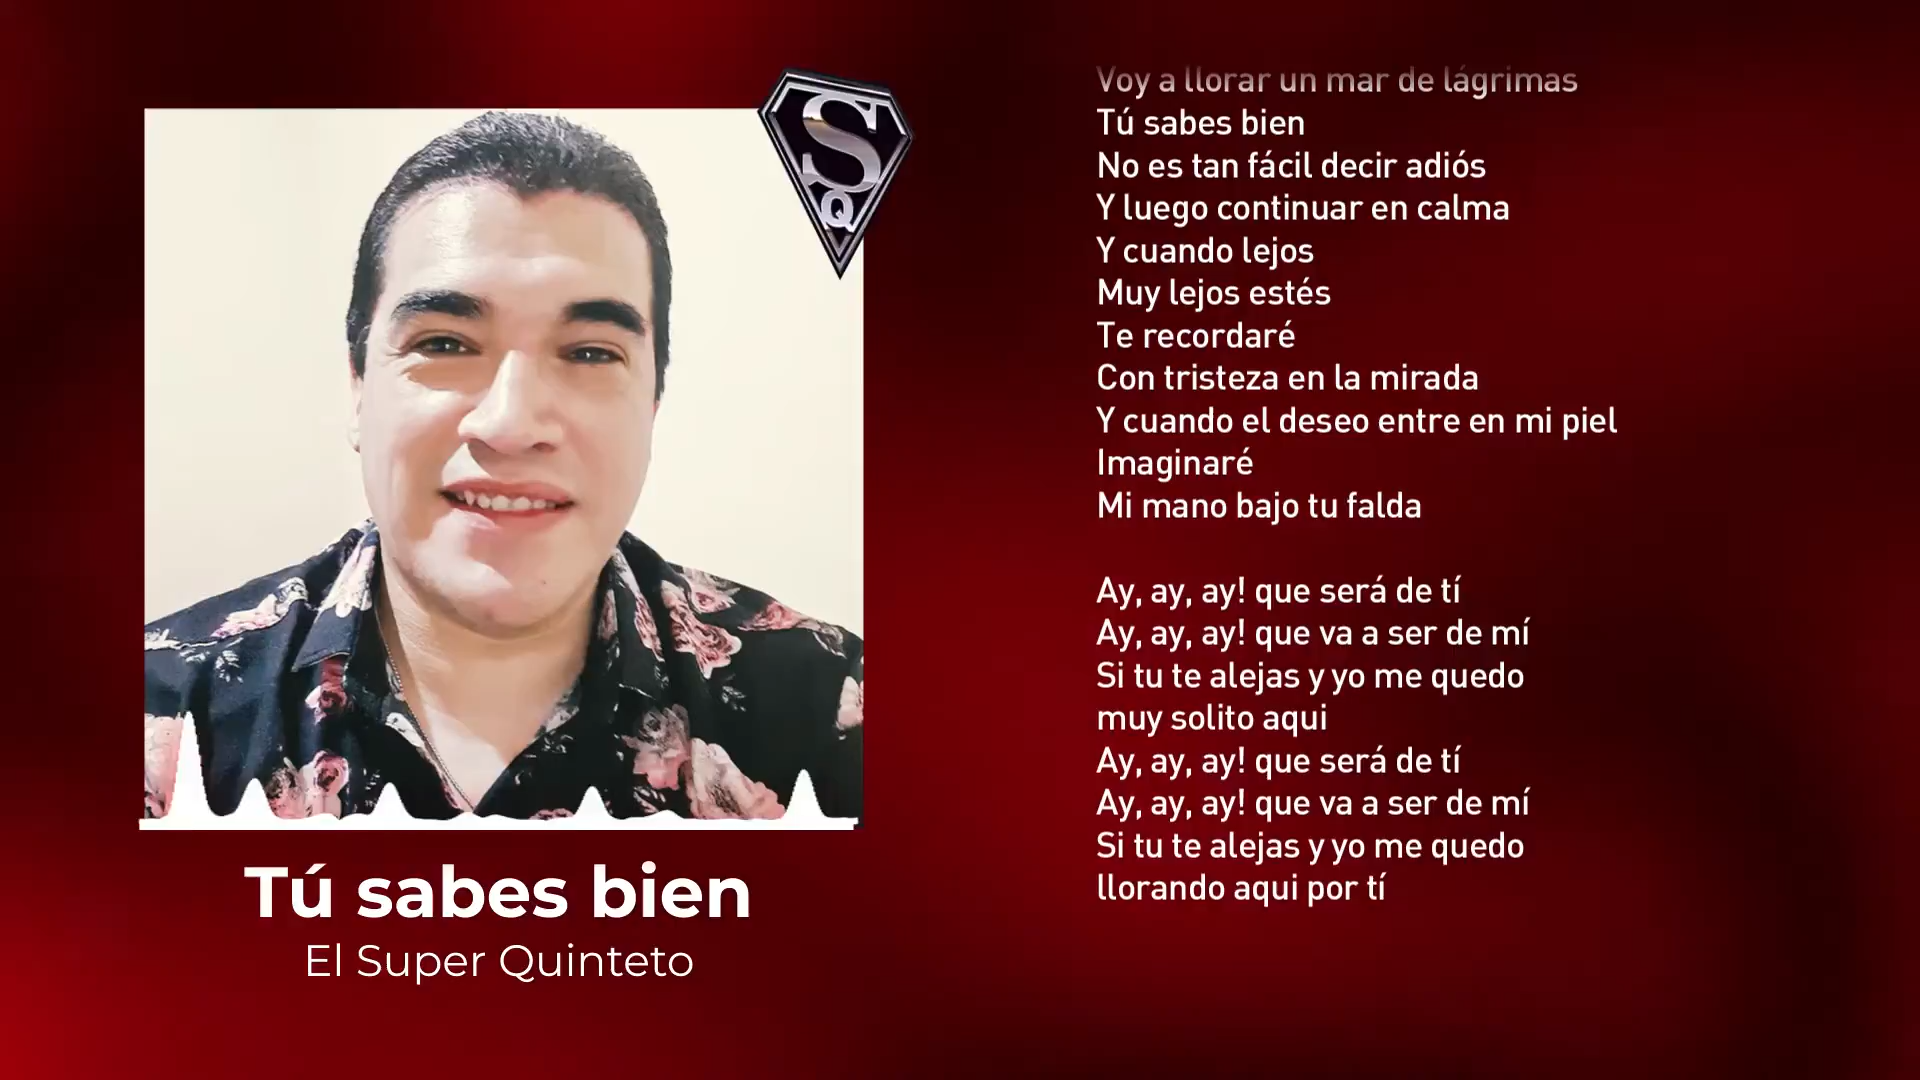 S
Q
Tú sabes bien
El Super Quinteto
Voy a llorar un mar de lágrimas
Tú sabes bien
No es tan fácil decir adiós
Y luego continuar en calma
Y cuando lejos
Muy lejos estés
Te recordaré
Con tristeza en la mirada
Y cuando el deseo entre en mi piel
Imaginaré
Mi mano bajo tu falda
Ay, ay, ay! que será de tí
Ay, ay, ay! que va a ser de mí
Si tu te alejas y yo me quedo
muy solito aqui
Ay, ay, ay! que será de tí
Ay, ay, ay! que va a ser de mí
Si tu te alejas y yo me quedo
llorando aqui por tí